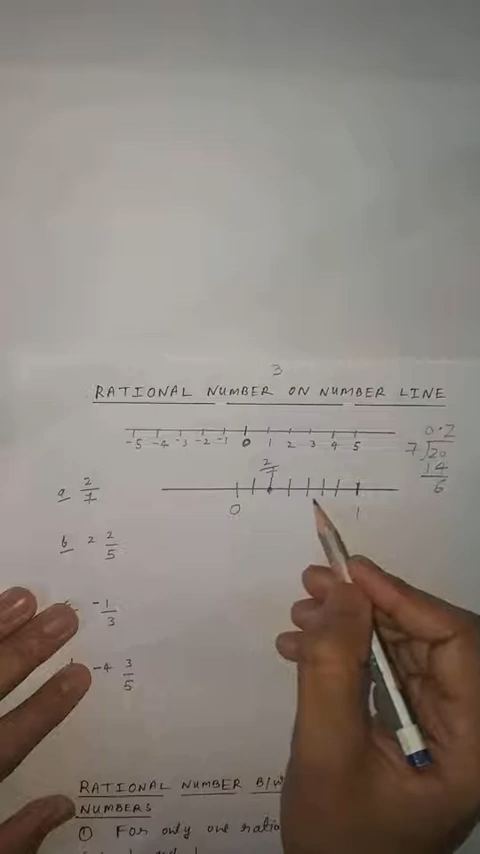 3
RATIONAL NUMBER ON NUMBER LINE
-5 -4 -3 -2 -1 0 1 2 3 4 5
0.2
7 20
14
6
2/7
a 2/7
0 1
b 2 2/5
-1/3
-4 3/5
RATIONAL NUMBER B/W
NUMBERS
① For only one